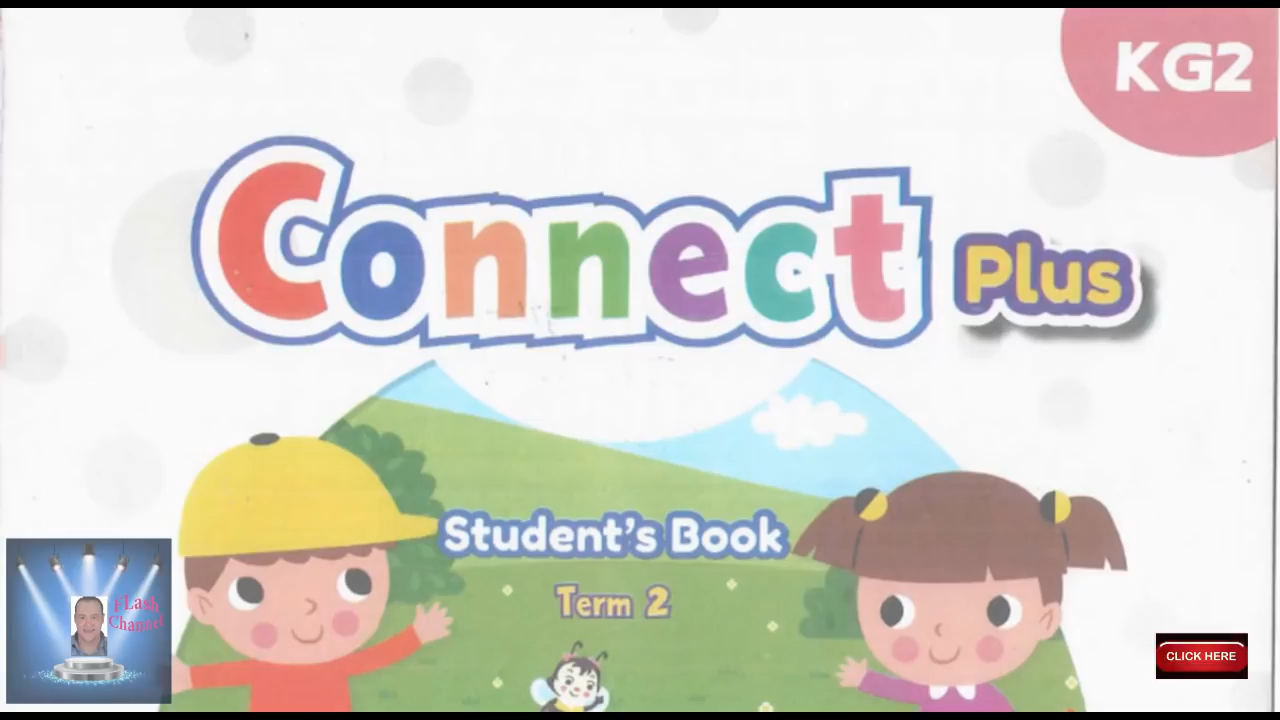 KG2
Connect Plus
Student's Book
Term 2
FLash
Channel
CLICK HERE